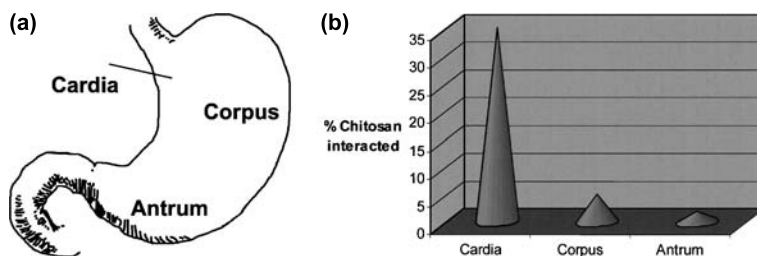 (a)
Cardia
Corpus
Antrum
(b)
% Chitosan
interacted
35
30
25
20
15
10
5
0
Cardia
Corpus
Antrum